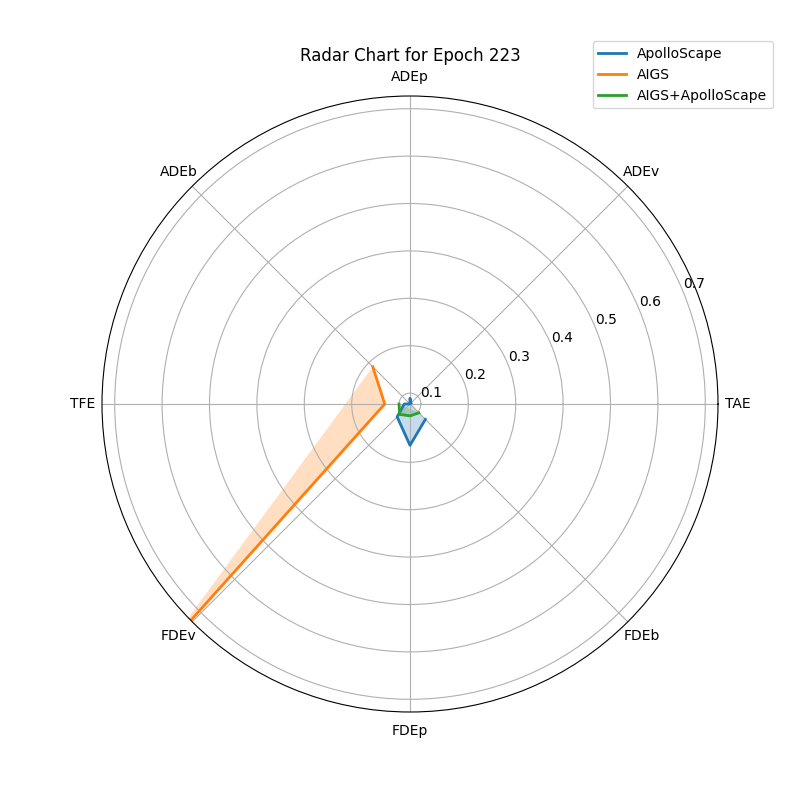 Radar Chart for Epoch 223
ApolloScape
AIGS
AIGS+ApolloScape
ADEp
ADEb
ADEv
0.7
0.6
0.5
0.4
0.3
0.2
0.1
TFE
TAE
FDEv
FDEb
FDEp